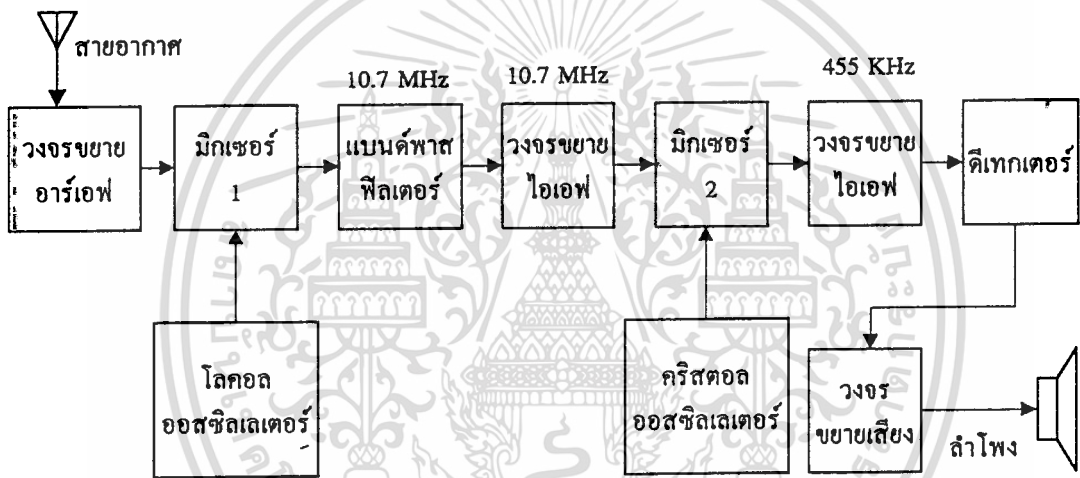 สายอากาศ
10.7 MHz
10.7 MHz
455 KHz
วงจรขยาย
อาร์เอฟ
มิกเซอร์
1
แบนด์พาส
ฟิลเตอร์
วงจรขยาย
ไอเอฟ
มิกเซอร์
2
วงจรขยาย
ไอเอฟ
ดีเทกเตอร์
โลคอล
ออสซิลเลเตอร์
คริสตอล
ออสซิลเลเตอร์
วงจร
ขยายเสียง
ลำโพง